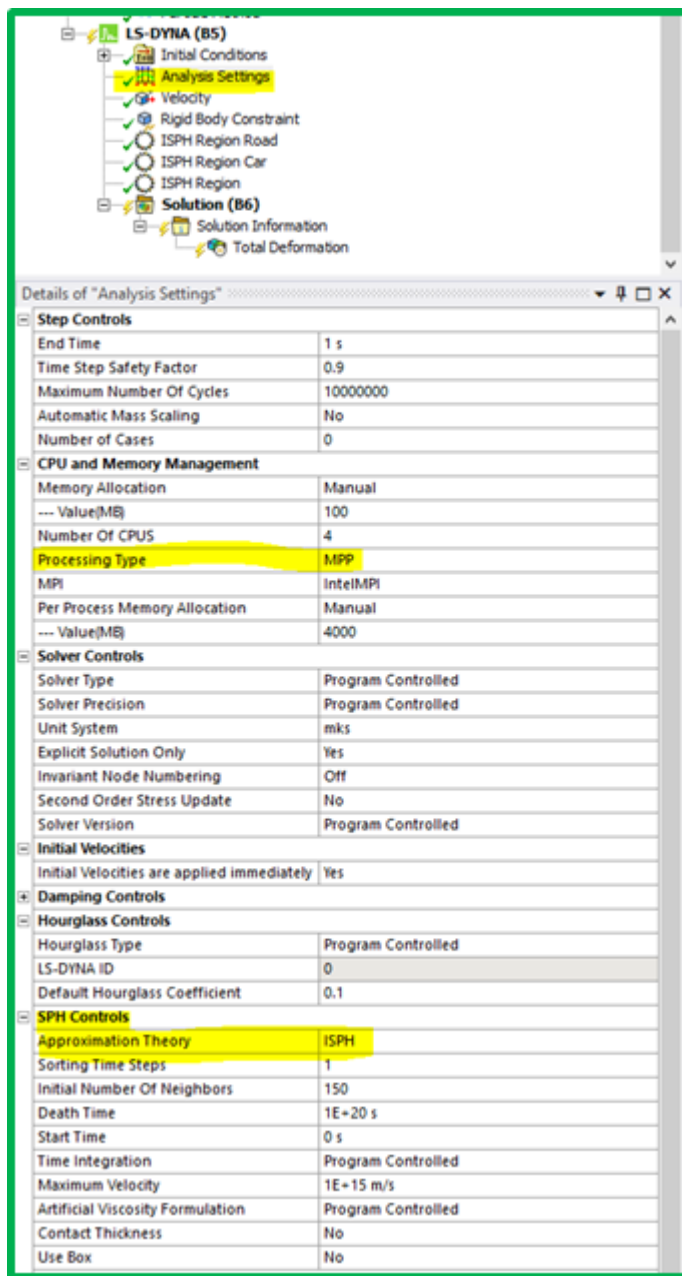 LS-DYNA (B5)
Initial Conditions
Analysis Settings
Velocity
Rigid Body Constraint
ISPH Region Road
ISPH Region Car
ISPH Region
Solution (B6)
Solution Information
Total Deformation
Details of "Analysis Settings"
Step Controls
End Time 1 s
Time Step Safety Factor 0.9
Maximum Number Of Cycles 10000000
Automatic Mass Scaling No
Number of Cases 0
CPU and Memory Management
Memory Allocation Manual
--- Value(MB) 100
Number Of CPUS 4
Processing Type MPP
MPI IntelMPI
Per Process Memory Allocation Manual
--- Value(MB) 4000
Solver Controls
Solver Type Program Controlled
Solver Precision Program Controlled
Unit System mks
Explicit Solution Only Yes
Invariant Node Numbering Off
Second Order Stress Update No
Solver Version Program Controlled
Initial Velocities
Initial Velocities are applied immediately Yes
Damping Controls
Hourglass Controls
Hourglass Type Program Controlled
LS-DYNA ID 0
Default Hourglass Coefficient 0.1
SPH Controls
Approximation Theory ISPH
Sorting Time Steps 1
Initial Number Of Neighbors 150
Death Time 1E+20 s
Start Time 0 s
Time Integration Program Controlled
Maximum Velocity 1E+15 m/s
Artificial Viscosity Formulation Program Controlled
Contact Thickness No
Use Box No